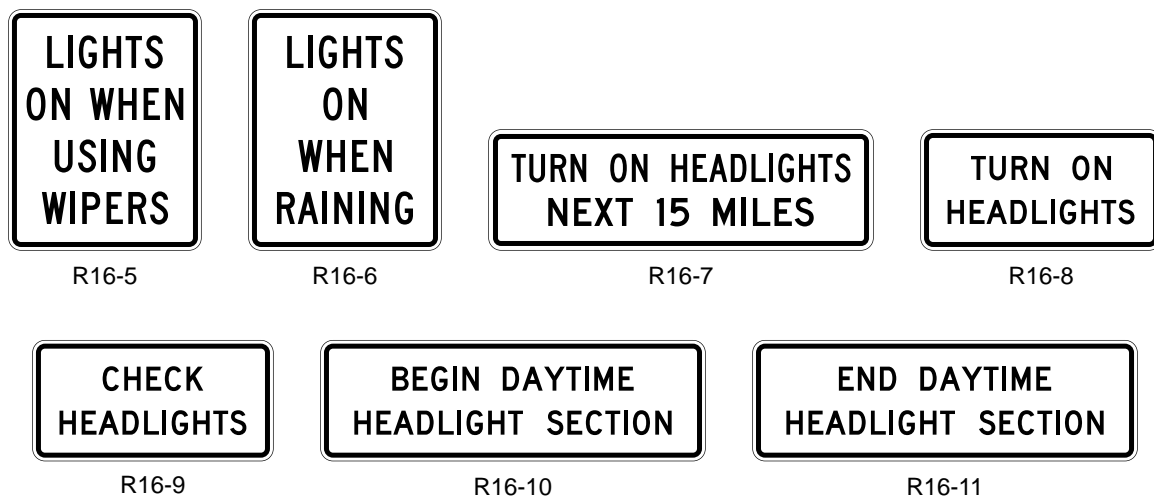 LIGHTS
ON WHEN
USING
WIPERS
R16-5
LIGHTS
ON
WHEN
RAINING
R16-6
TURN ON HEADLIGHTS
NEXT 15 MILES
R16-7
TURN ON
HEADLIGHTS
R16-8
CHECK
HEADLIGHTS
R16-9
BEGIN DAYTIME
HEADLIGHT SECTION
R16-10
END DAYTIME
HEADLIGHT SECTION
R16-11